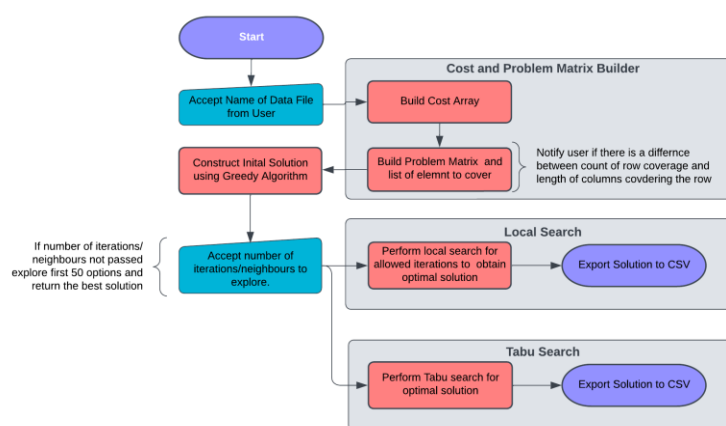 Start
Cost and Problem Matrix Builder
Accept Name of Data File
from User
Build Cost Array
Construct Inital Solution
using Greedy Algorithm
Build Problem Matrix and
list of elemnt to cover
Notify user if there is a differnce
between count of row coverage and
length of columns covdering the row
If number of iterations/
neighbours not passed
explore first 50 options and
return the best solution
Accept number of
iterations/neighbours to
explore.
Local Search
Perform local search for
allowed iterations to obtain
optimal solution
Export Solution to CSV
Tabu Search
Perform Tabu search for
optimal solution
Export Solution to CSV